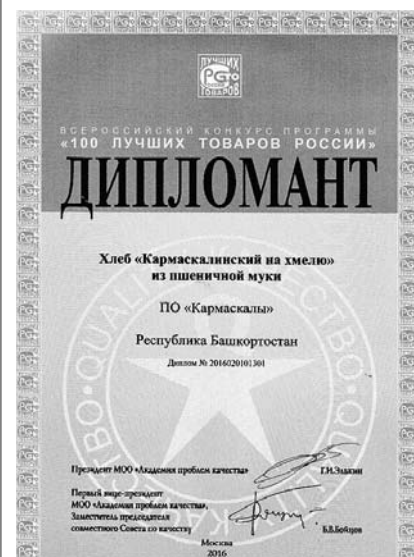 100 ЛУЧШИХ
ТОВАРОВ
ВСЕРОССИЙСКИЙ КОНКУРС ПРОГРАММЫ
«100 ЛУЧШИХ ТОВАРОВ РОССИИ»
ДИПЛОМАНТ
Хлеб «Кармаскалинский на хмелю»
из пшеничной муки
ПО «Кармаскалы»
Республика Башкортостан
Диплом № 2016020101301
Президент МОО «Академия проблем качества»
Г.И.Элькин
Первый вице-президент
МОО «Академия проблем качества»,
Заместитель председателя
совместного Совета по качеству
Б.В.Бойцов
Москва
2016